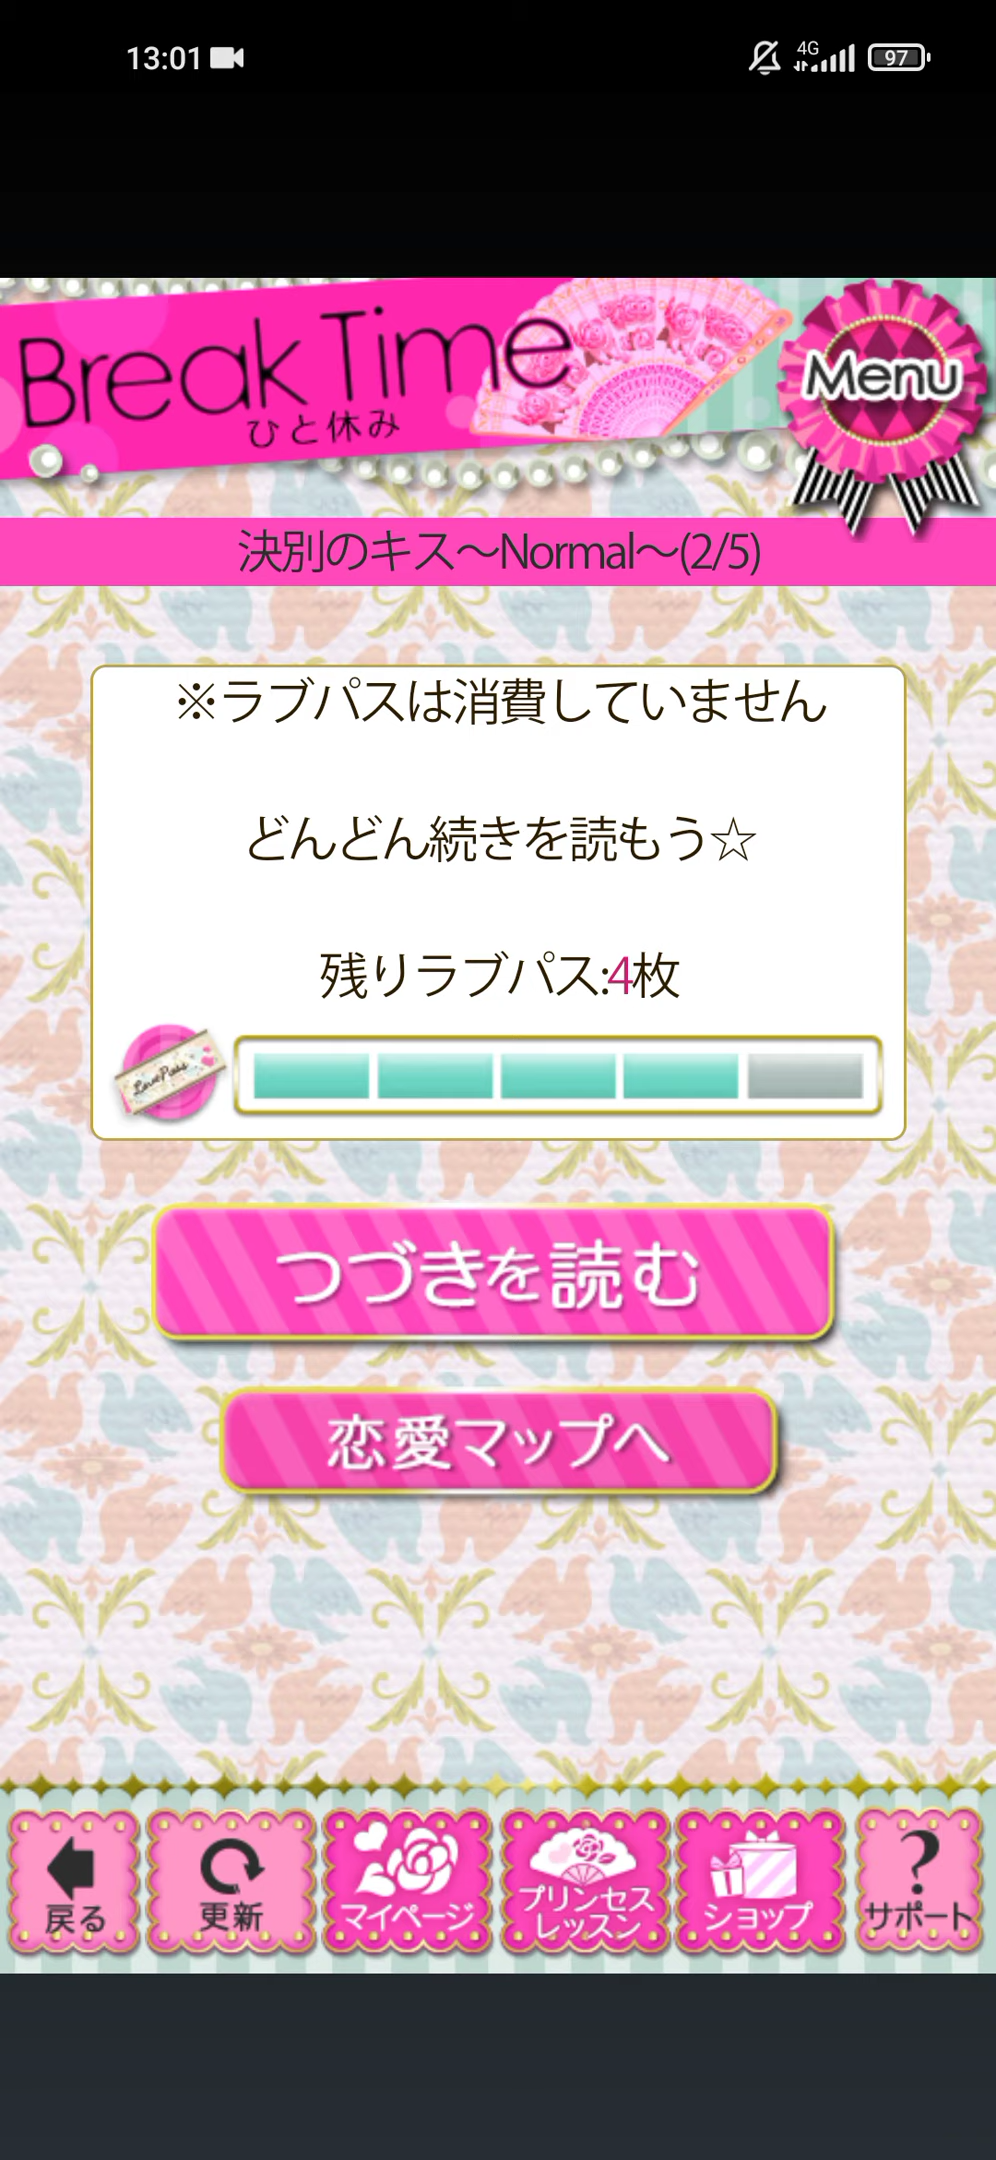 13:01
4G
97
Break Time
ひと休み
Menu
決別のキス～Normal～(2/5)
※ラブパスは消費していません
どんどん続きを読もう☆
残りラブパス:4枚
Love Pass
つづきを読む
恋愛マップへ
戻る
更新
マイページ
プリンセス
レッスン
ショップ
?
サポート